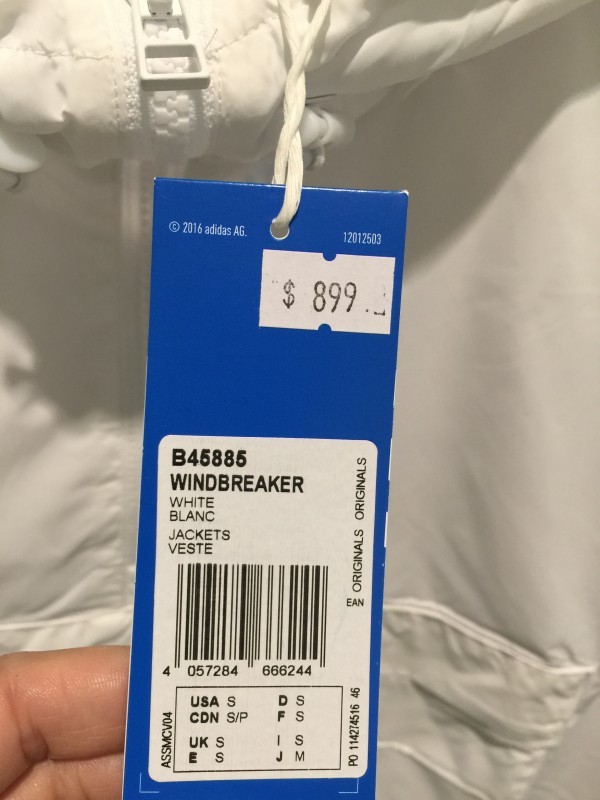 © 2016 adidas AG.
12012503
$ 899.-
B45885
WINDBREAKER
WHITE
BLANC
JACKETS
VESTE
ORIGINALS ORIGINALS
EAN
4 057284 666244
USA S D S
CDN S/P F S
UK S I S
E S J M
ASSMCV04
PO 114274516 46